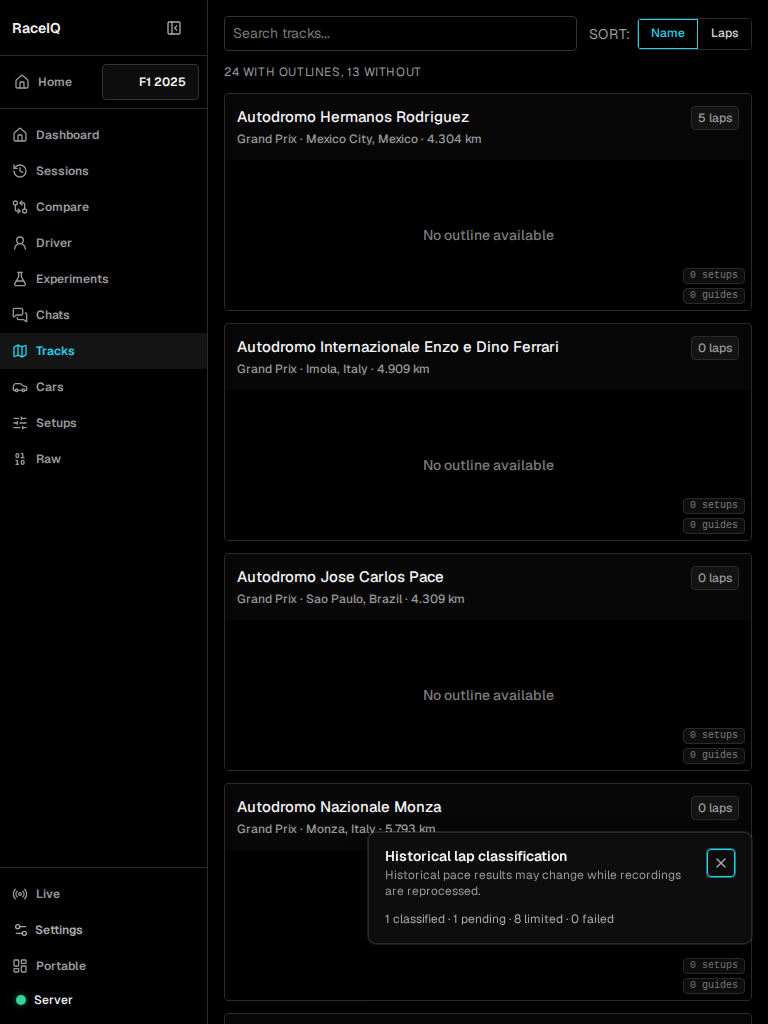 RaceIQ
Home
F1 2025
Dashboard
Sessions
Compare
Driver
Experiments
Chats
Tracks
Cars
Setups
Raw
Live
Settings
Portable
Server
Search tracks...
SORT:
Name
Laps
24 WITH OUTLINES, 13 WITHOUT
Autodromo Hermanos Rodriguez
5 laps
Grand Prix · Mexico City, Mexico · 4.304 km
No outline available
0 setups
0 guides
Autodromo Internazionale Enzo e Dino Ferrari
0 laps
Grand Prix · Imola, Italy · 4.909 km
No outline available
0 setups
0 guides
Autodromo Jose Carlos Pace
0 laps
Grand Prix · Sao Paulo, Brazil · 4.309 km
No outline available
0 setups
0 guides
Autodromo Nazionale Monza
0 laps
Grand Prix · Monza, Italy · 5.793 km
Historical lap classification
Historical pace results may change while recordings
are reprocessed.
1 classified · 1 pending · 8 limited · 0 failed
0 setups
0 guides